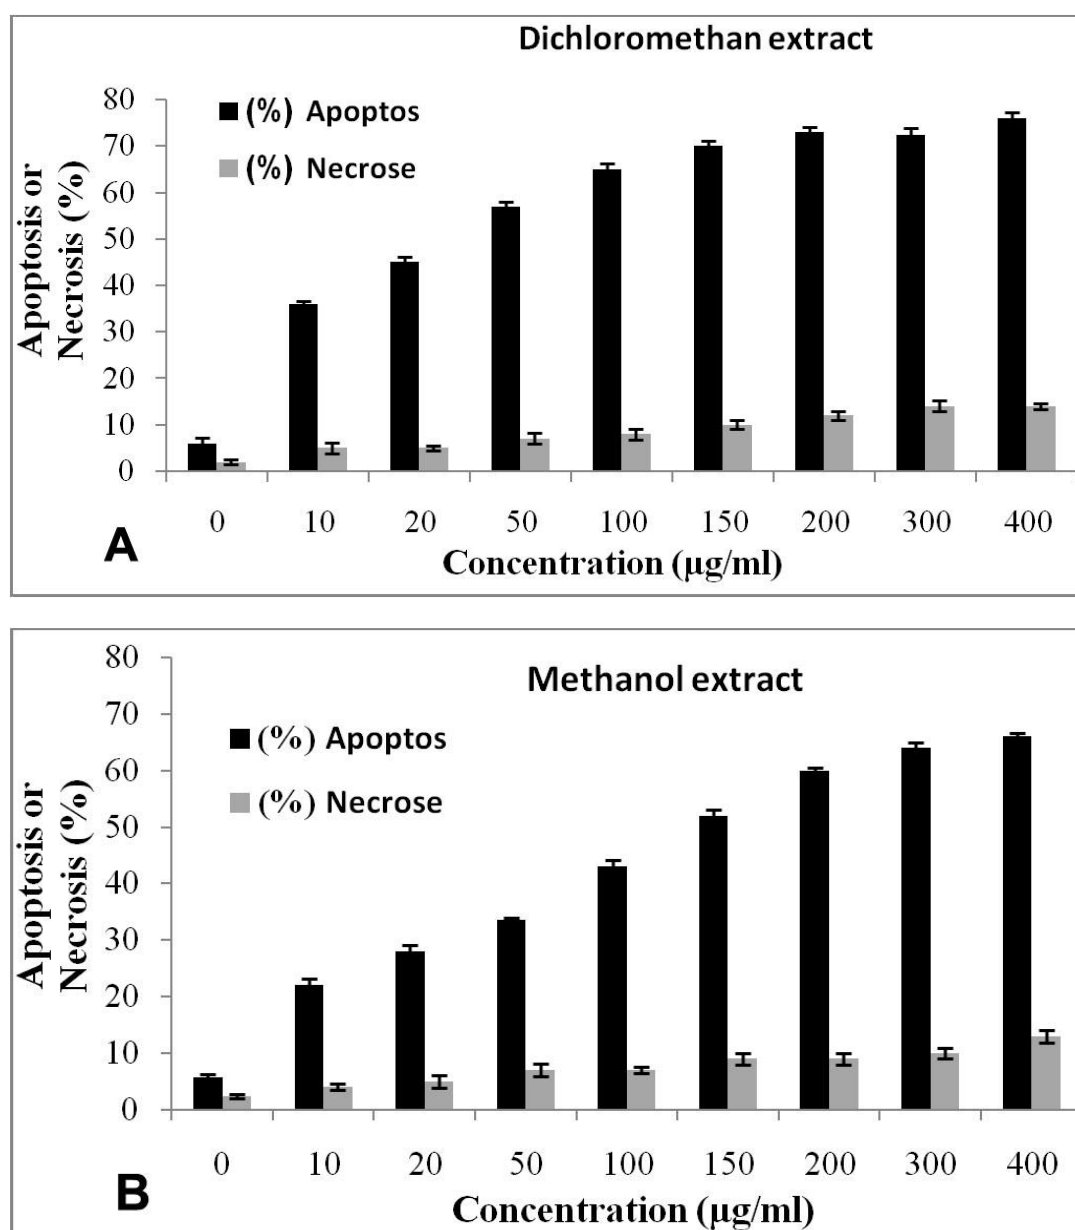 Dichloromethan extract
(%) Apoptos
(%) Necrose
Apoptosis or
Necrosis (%)
80
70
60
50
40
30
20
10
0
0 10 20 50 100 150 200 300 400
Concentration (µg/ml)
A
Methanol extract
(%) Apoptos
(%) Necrose
Apoptosis or
Necrosis (%)
80
70
60
50
40
30
20
10
0
0 10 20 50 100 150 200 300 400
Concentration (µg/ml)
B